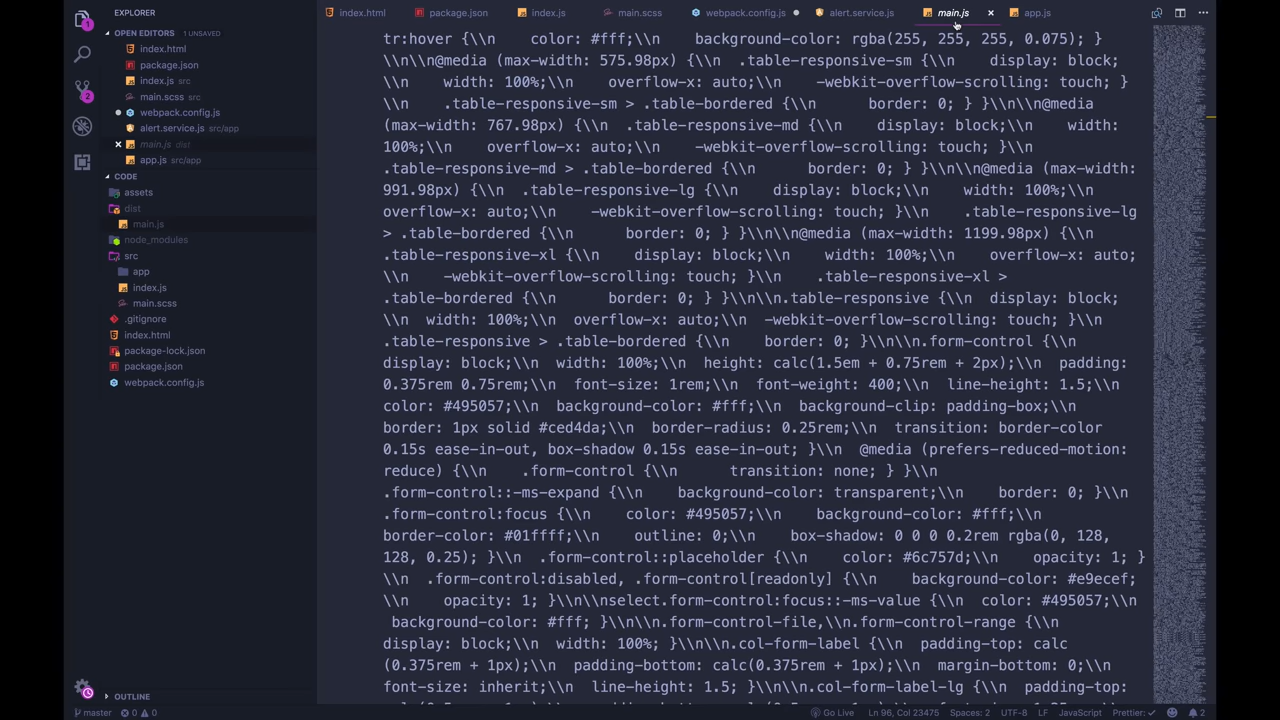 EXPLORER
OPEN EDITORS 1 UNSAVED
index.html
package.json
index.js src
main.scss src
webpack.config.js
alert.service.js src/app
main.js dist
app.js src/app
CODE
assets
dist
main.js
node_modules
src
app
index.js
main.scss
.gitignore
index.html
package-lock.json
package.json
webpack.config.js
OUTLINE
index.html package.json index.js main.scss webpack.config.js alert.service.js main.js app.js
tr:hover {\\n    color: #fff;\\n    background-color: rgba(255, 255, 255, 0.075); }
\\n\\n@media (max-width: 575.98px) {\\n  .table-responsive-sm {\\n    display: block;
\\n    width: 100%;\\n    overflow-x: auto;\\n    -webkit-overflow-scrolling: touch; }
\\n    .table-responsive-sm > .table-bordered {\\n      border: 0; } }\\n\\n@media
(max-width: 767.98px) {\\n  .table-responsive-md {\\n    display: block;\\n    width:
100%;\\n    overflow-x: auto;\\n    -webkit-overflow-scrolling: touch; }\\n
.table-responsive-md > .table-bordered {\\n      border: 0; } }\\n\\n@media (max-width:
991.98px) {\\n  .table-responsive-lg {\\n    display: block;\\n    width: 100%;\\n
overflow-x: auto;\\n    -webkit-overflow-scrolling: touch; }\\n    .table-responsive-lg
> .table-bordered {\\n      border: 0; } }\\n\\n@media (max-width: 1199.98px) {\\n
.table-responsive-xl {\\n    display: block;\\n    width: 100%;\\n    overflow-x: auto;
\\n    -webkit-overflow-scrolling: touch; }\\n    .table-responsive-xl >
.table-bordered {\\n      border: 0; } }\\n\\n.table-responsive {\\n  display: block;
\\n  width: 100%;\\n  overflow-x: auto;\\n  -webkit-overflow-scrolling: touch; }\\n
.table-responsive > .table-bordered {\\n    border: 0; }\\n\\n.form-control {\\n
display: block;\\n  width: 100%;\\n  height: calc(1.5em + 0.75rem + 2px);\\n  padding:
0.375rem 0.75rem;\\n  font-size: 1rem;\\n  font-weight: 400;\\n  line-height: 1.5;\\n
color: #495057;\\n  background-color: #fff;\\n  background-clip: padding-box;\\n
border: 1px solid #ced4da;\\n  border-radius: 0.25rem;\\n  transition: border-color
0.15s ease-in-out, box-shadow 0.15s ease-in-out; }\\n  @media (prefers-reduced-motion:
reduce) {\\n    .form-control {\\n      transition: none; } }\\n
.form-control::-ms-expand {\\n    background-color: transparent;\\n    border: 0; }\\n
.form-control:focus {\\n    color: #495057;\\n    background-color: #fff;\\n
border-color: #01ffff;\\n    outline: 0;\\n    box-shadow: 0 0 0 0.2rem rgba(0, 128,
128, 0.25); }\\n  .form-control::placeholder {\\n    color: #6c757d;\\n    opacity: 1; }
\\n  .form-control:disabled, .form-control[readonly] {\\n    background-color: #e9ecef;
\\n    opacity: 1; }\\n\\nselect.form-control:focus::-ms-value {\\n  color: #495057;\\n
background-color: #fff; }\\n\\n.form-control-file,\\n.form-control-range {\\n
display: block;\\n  width: 100%; }\\n\\n.col-form-label {\\n  padding-top: calc
(0.375rem + 1px);\\n  padding-bottom: calc(0.375rem + 1px);\\n  margin-bottom: 0;\\n
font-size: inherit;\\n  line-height: 1.5; }\\n\\n.col-form-label-lg {\\n  padding-top:
master 0 0 Go Live Ln 96, Col 23475 Spaces: 2 UTF-8 LF JavaScript Prettier: ✓ 2